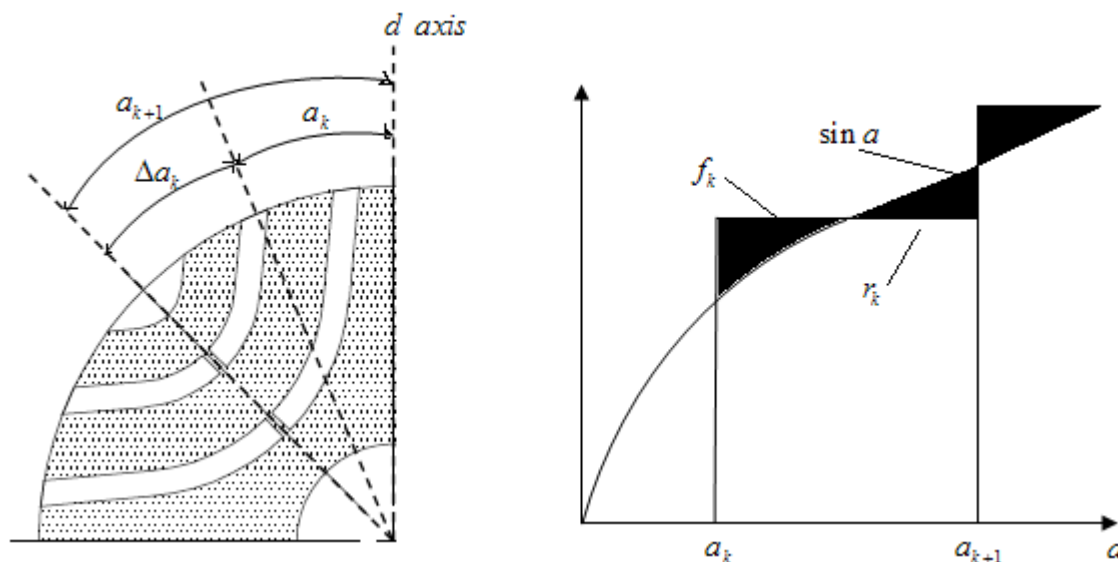 d axis
a_{k+1}
a_k
Δa_k
sin a
f_k
r_k
a_k
a_{k+1}